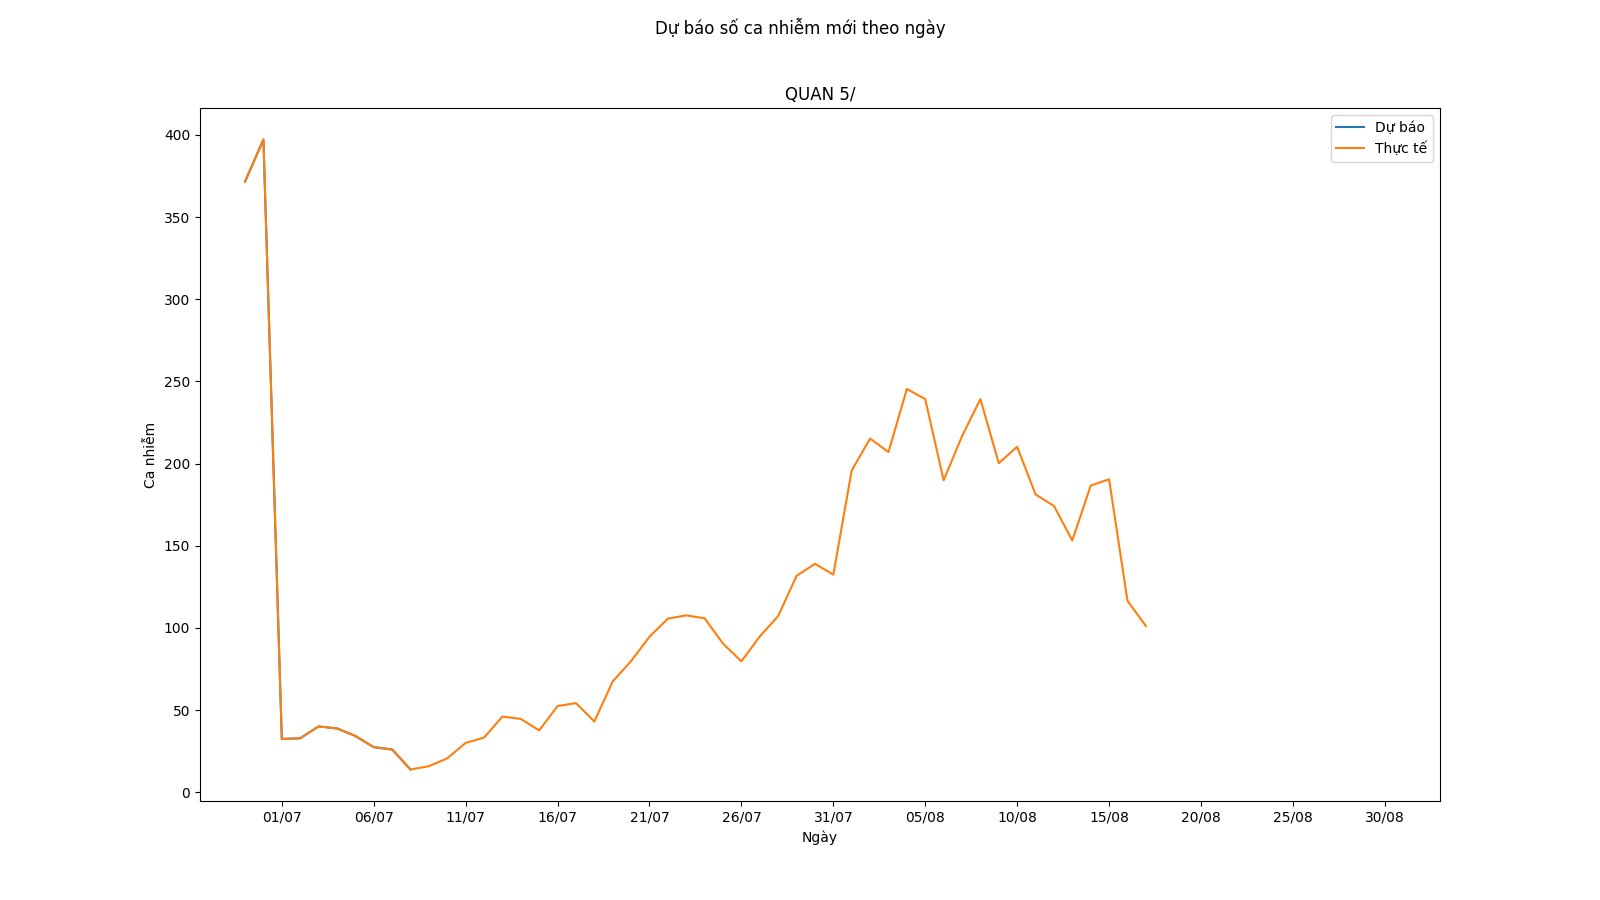 Dự báo số ca nhiễm mới theo ngày
QUAN 5/
Dự báo
Thực tế
400
350
300
250
200
150
100
50
0
Ca nhiễm
01/07 06/07 11/07 16/07 21/07 26/07 31/07 05/08 10/08 15/08 20/08 25/08 30/08
Ngày